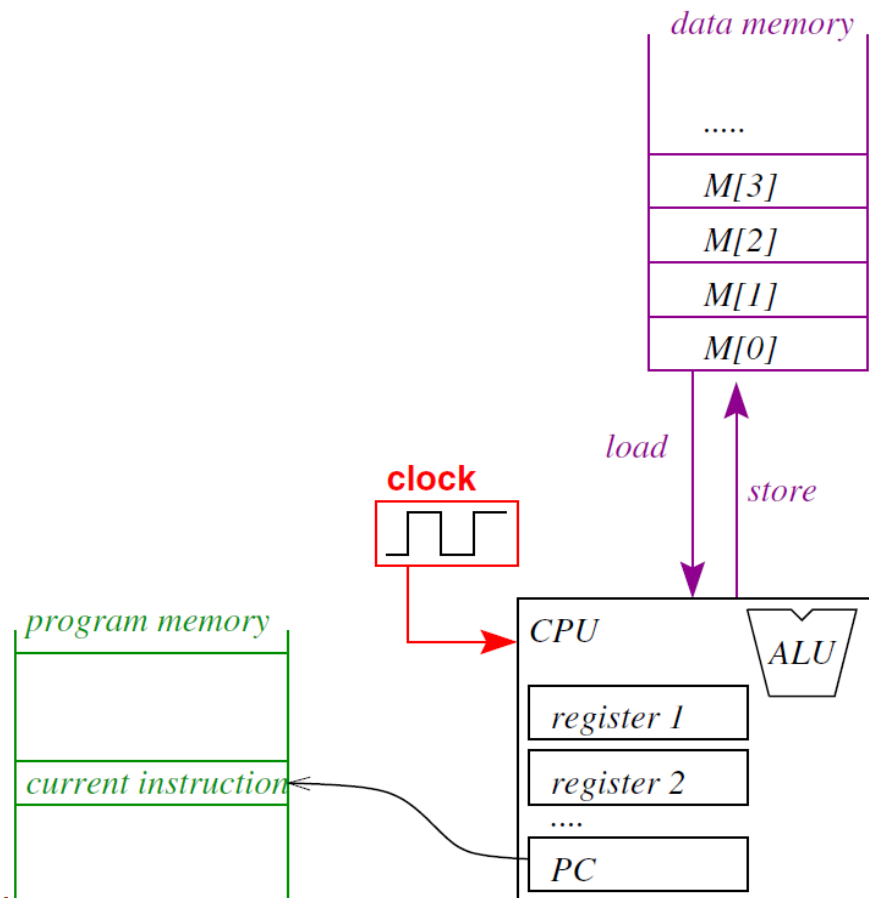 data memory
.....
M[3]
M[2]
M[1]
M[0]
load
store
clock
program memory
CPU
ALU
register 1
current instruction
register 2
....
PC